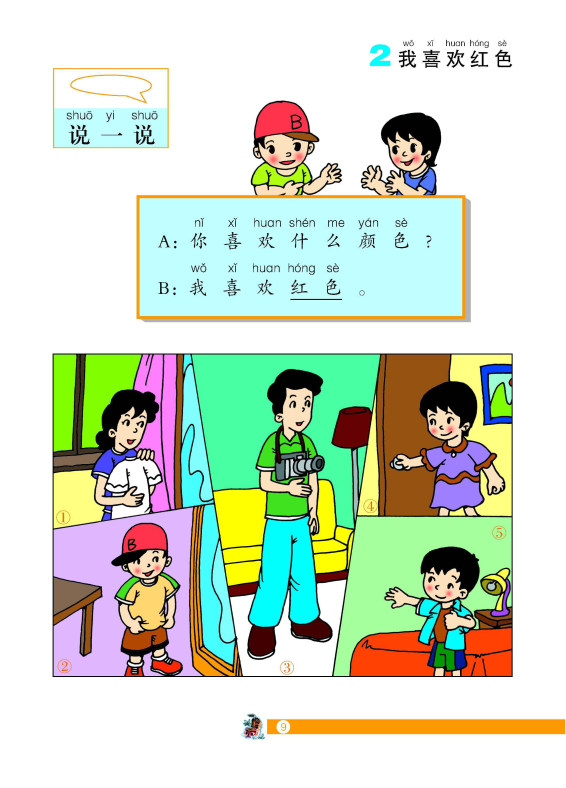 wǒ xǐ huan hóng sè
2 我喜欢红色
shuō yi shuō
说一说
B
nǐ xǐ huan shén me yán sè
A：你喜欢什么颜色？
wǒ xǐ huan hóng sè
B：我喜欢红色。
①
④
⑤
B
②
③
9